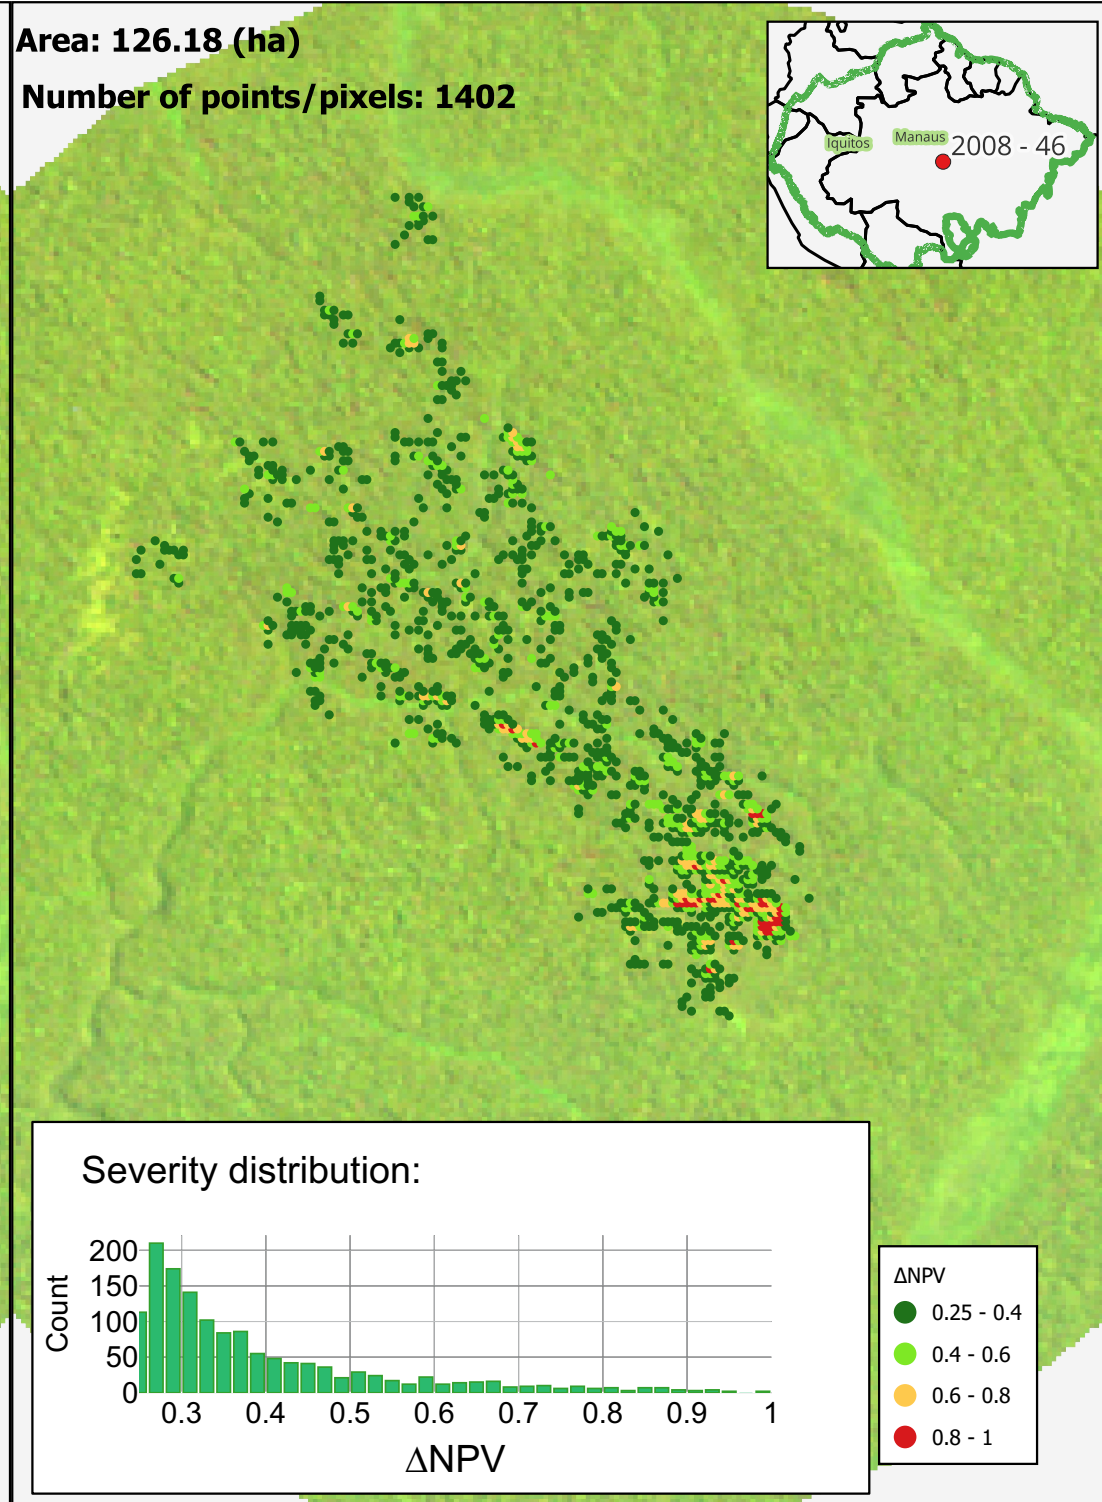 Area: 126.18 (ha)
Number of points/pixels: 1402
Iquitos
Manaus
2008 - 46
Severity distribution:
Count
200
150
100
50
0
0.3 0.4 0.5 0.6 0.7 0.8 0.9 1
ΔNPV
ΔNPV
0.25 - 0.4
0.4 - 0.6
0.6 - 0.8
0.8 - 1